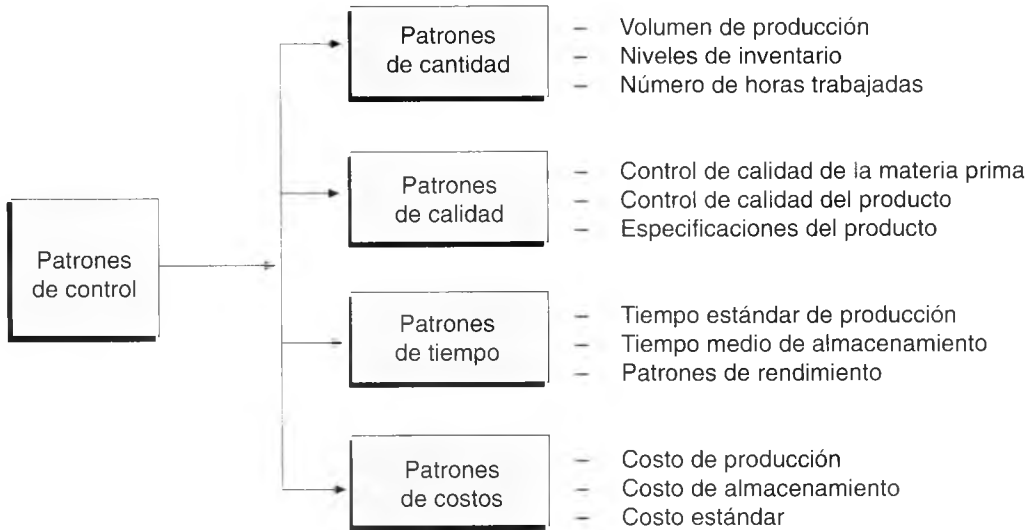 Patrones
de control
Patrones
de cantidad
– Volumen de producción
– Niveles de inventario
– Número de horas trabajadas
Patrones
de calidad
– Control de calidad de la materia prima
– Control de calidad del producto
– Especificaciones del producto
Patrones
de tiempo
– Tiempo estándar de producción
– Tiempo medio de almacenamiento
– Patrones de rendimiento
Patrones
de costos
– Costo de producción
– Costo de almacenamiento
– Costo estándar